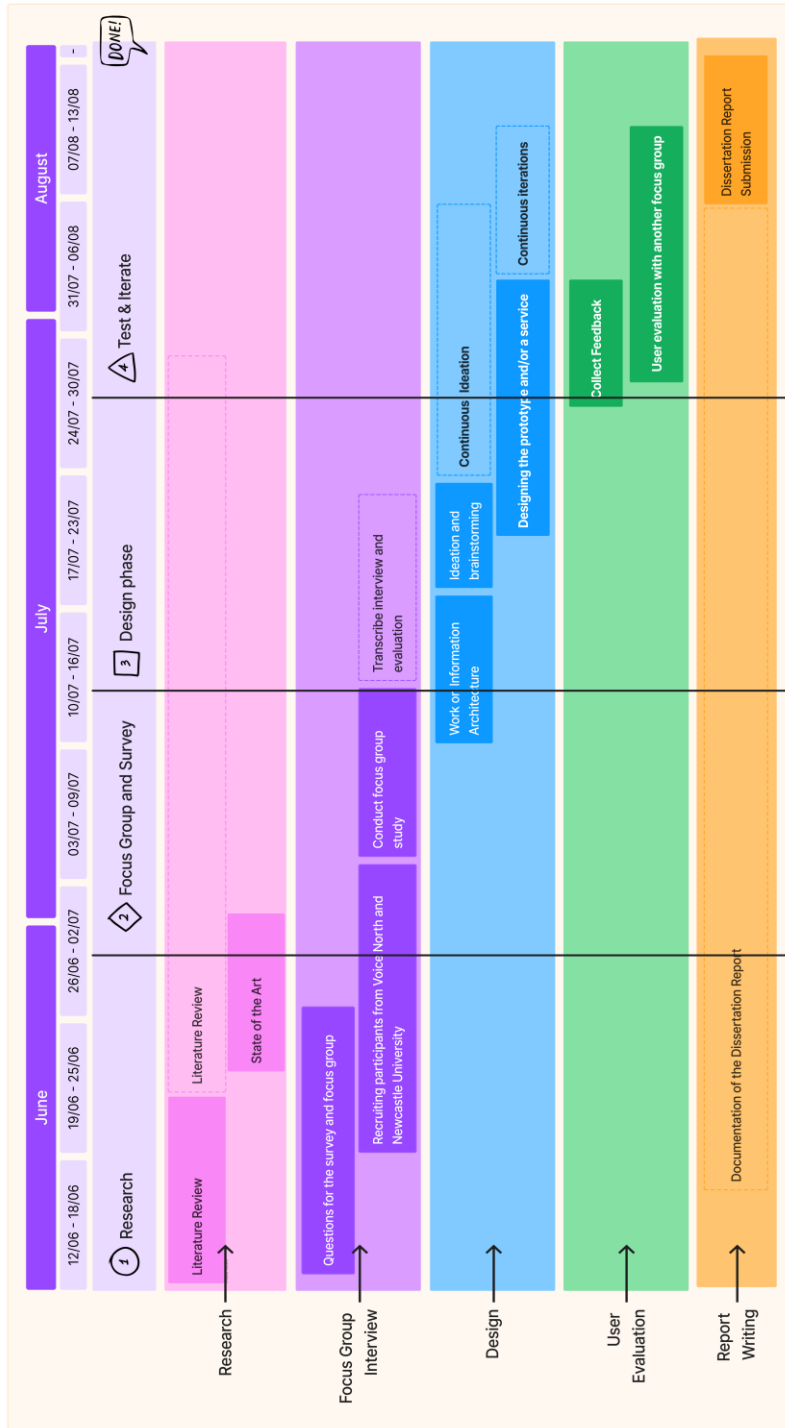 June
July
August
12/06 - 18/06
19/06 - 25/06
26/06 - 02/07
03/07 - 09/07
10/07 - 16/07
17/07 - 23/07
24/07 - 30/07
31/07 - 06/08
07/08 - 13/08
-
1 Research
2 Focus Group and Survey
3 Design phase
4 Test & Iterate
DONE!
Research
Literature Review
Literature Review
State of the Art
Focus Group
Interview
Questions for the survey and focus group
Recruiting participants from Voice North and
Newcastle University
Conduct focus group
study
Transcribe interview and
evaluation
Design
Work on Information
Architecture
Ideation and
brainstorming
Continuous Ideation
Designing the prototype and/or a service
Continuous iterations
User
Evaluation
Collect Feedback
User evaluation with another focus group
Report
Writing
Documentation of the Dissertation Report
Dissertation Report
Submission